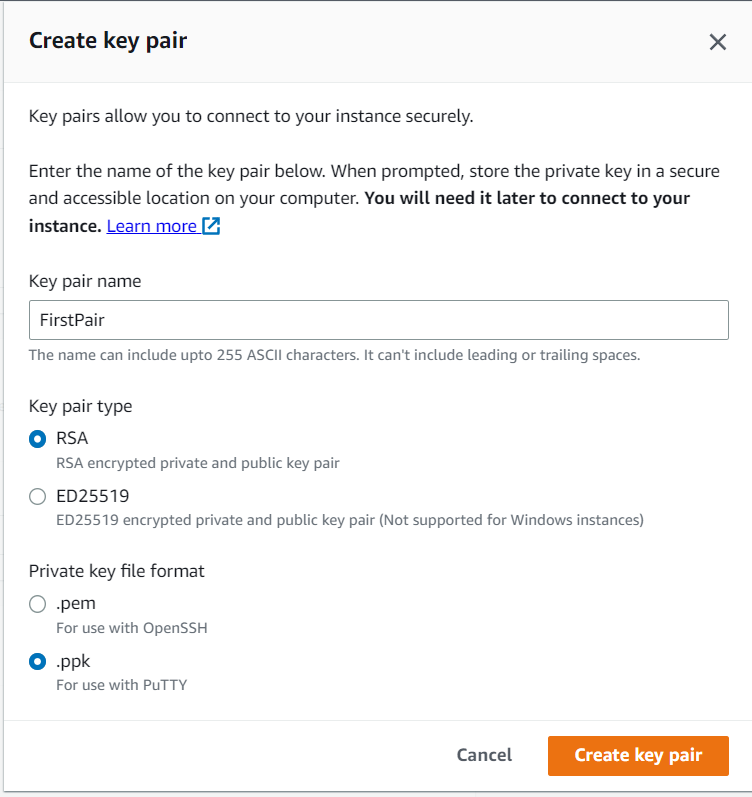 Create key pair
Key pairs allow you to connect to your instance securely.
Enter the name of the key pair below. When prompted, store the private key in a secure
and accessible location on your computer. You will need it later to connect to your
instance. Learn more
Key pair name
FirstPair
The name can include upto 255 ASCII characters. It can't include leading or trailing spaces.
Key pair type
RSA
RSA encrypted private and public key pair
ED25519
ED25519 encrypted private and public key pair (Not supported for Windows instances)
Private key file format
.pem
For use with OpenSSH
.ppk
For use with PuTTY
Cancel
Create key pair